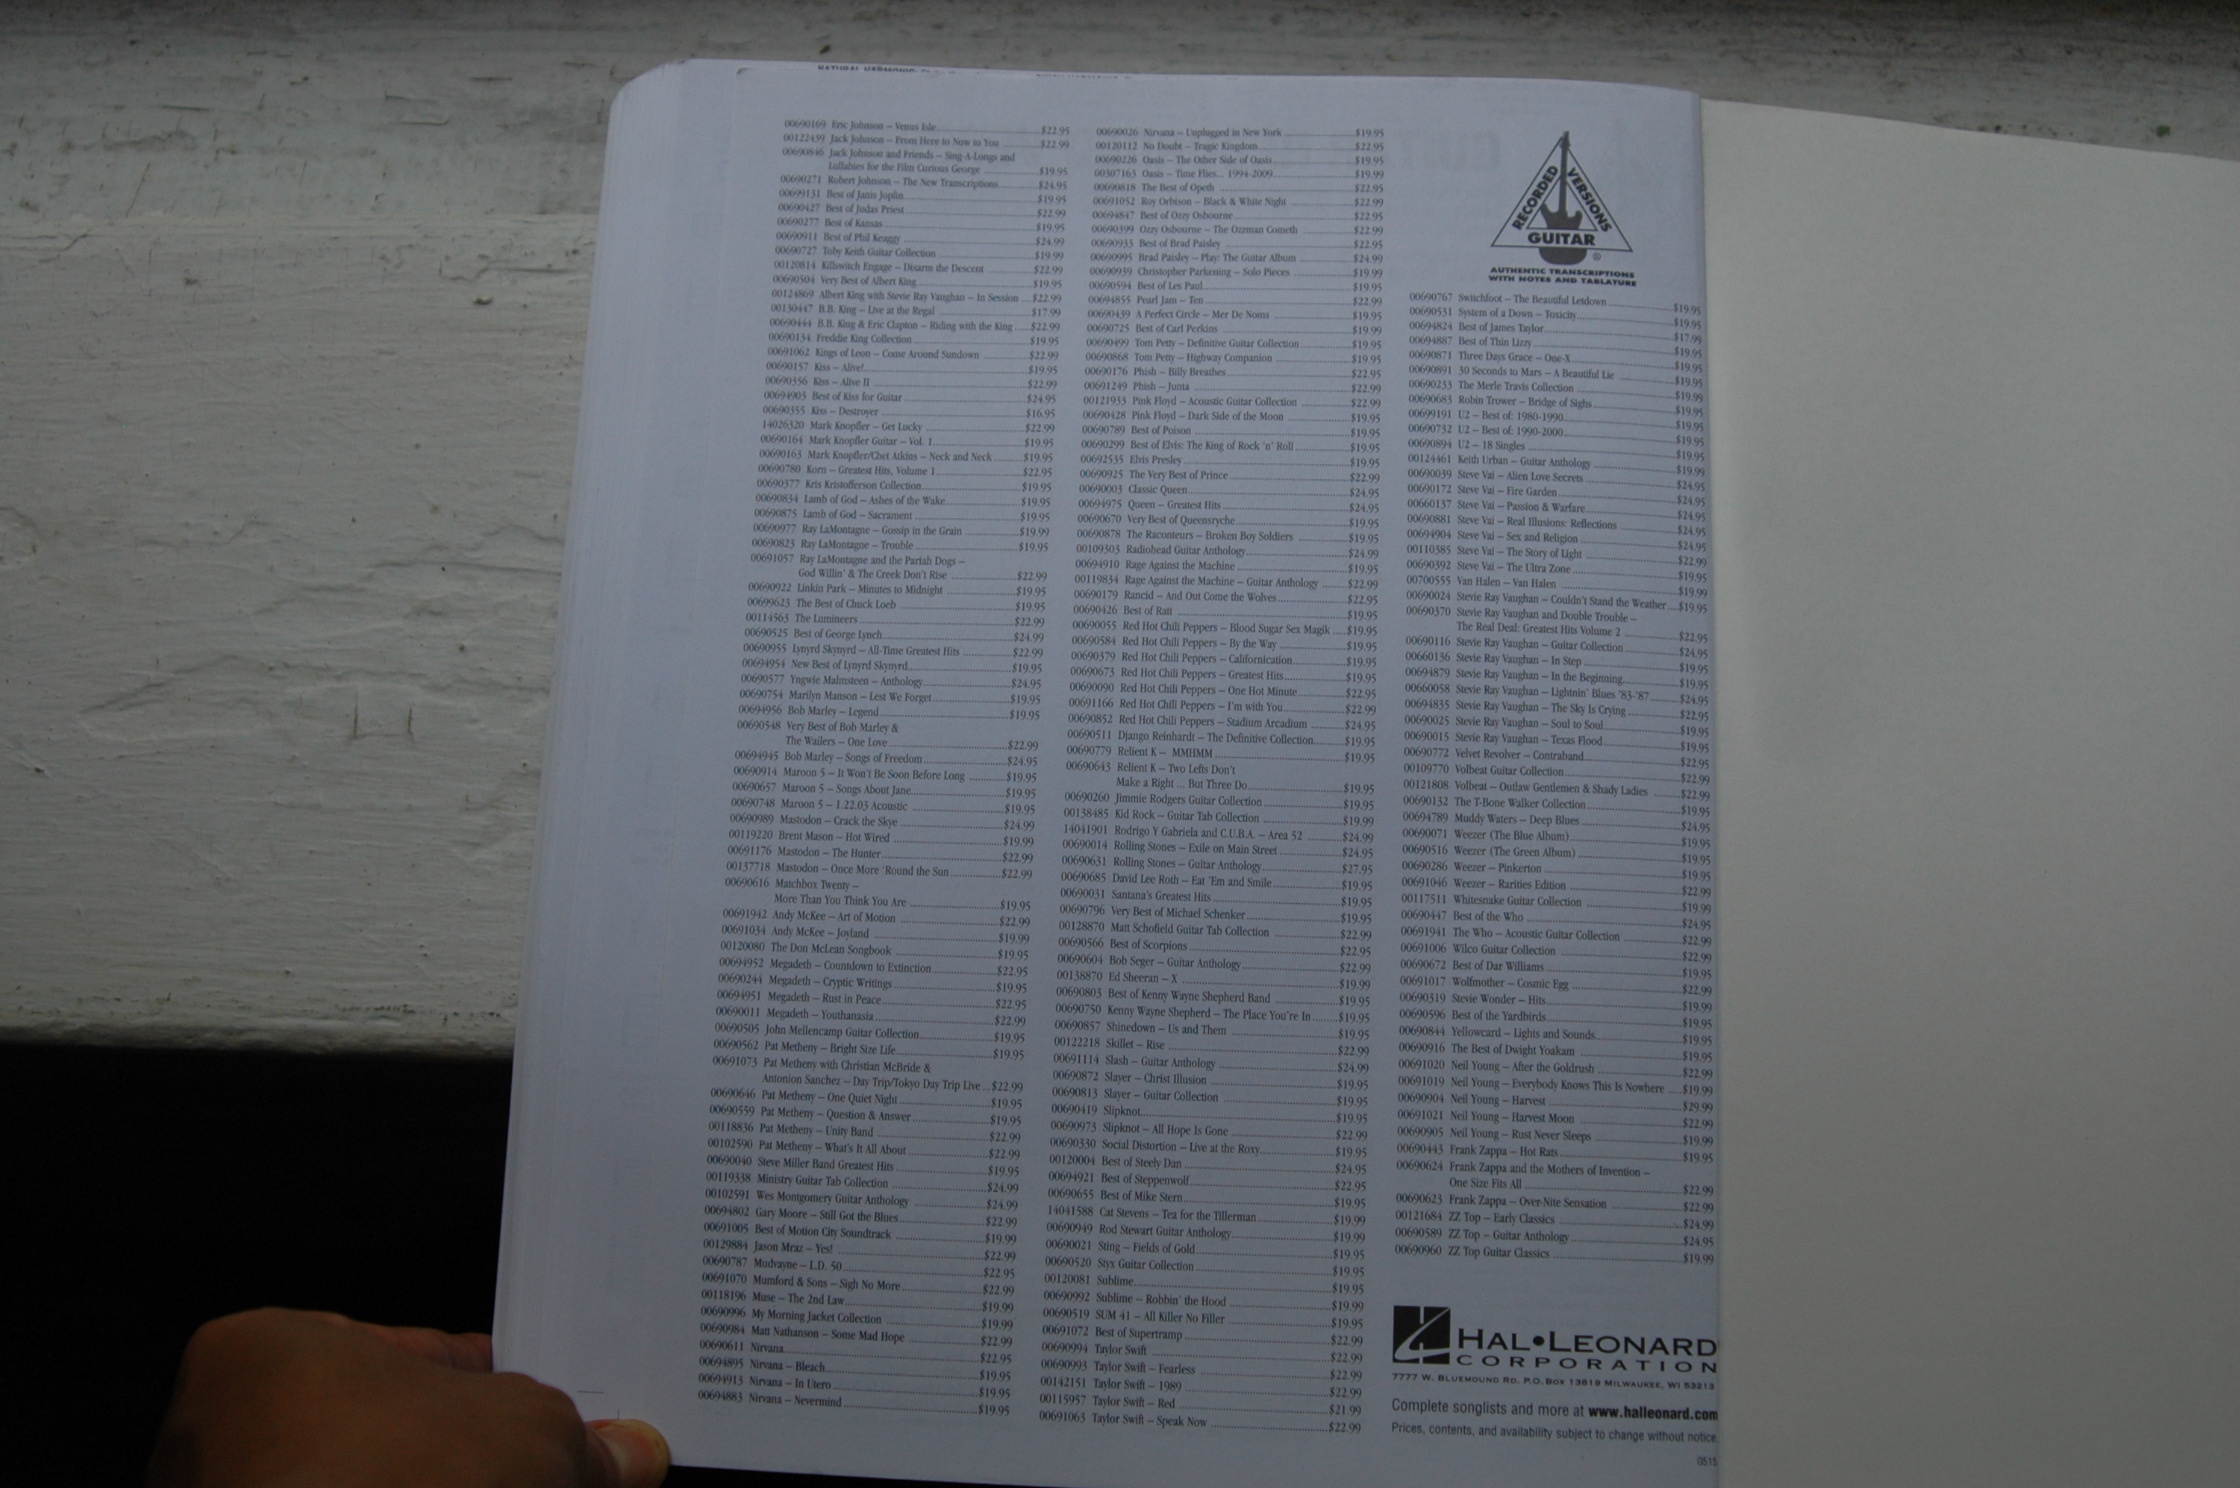 00690169 Eric Johnson – Venus Isle $22.95
00122439 Jack Johnson – From Here to Now to You $22.99
00690846 Jack Johnson and Friends – Sing-A-Longs and
Lullabies for the Film Curious George $19.95
00690271 Robert Johnson – The New Transcriptions $24.95
00699131 Best of Janis Joplin $19.95
00690427 Best of Judas Priest $22.99
00690277 Best of Kansas $19.95
00690911 Best of Phil Keaggy $24.99
00690727 Toby Keith Guitar Collection $19.99
00120814 Killswitch Engage – Disarm the Descent $22.99
00690504 Very Best of Albert King $19.95
00124869 Albert King with Stevie Ray Vaughan – In Session $22.99
00130447 B.B. King – Live at the Regal $17.99
00690444 B.B. King & Eric Clapton – Riding with the King $22.99
00690134 Freddie King Collection $19.95
00691062 Kings of Leon – Come Around Sundown $22.99
00690157 Kiss – Alive! $19.95
00690356 Kiss – Alive II $22.99
00694903 Best of Kiss for Guitar $24.95
00690355 Kiss – Destroyer $16.95
14026320 Mark Knopfler – Get Lucky $22.99
00690164 Mark Knopfler Guitar – Vol. 1 $19.95
00690163 Mark Knopfler/Chet Atkins – Neck and Neck $19.95
00690780 Korn – Greatest Hits, Volume 1 $22.95
00690377 Kris Kristofferson Collection $19.95
00690834 Lamb of God – Ashes of the Wake $19.95
00690875 Lamb of God – Sacrament $19.95
00690977 Ray LaMontagne – Gossip in the Grain $19.99
00690823 Ray LaMontagne – Trouble $19.95
00691057 Ray LaMontagne and the Pariah Dogs –
God Willin' & The Creek Don't Rise $22.99
00690922 Linkin Park – Minutes to Midnight $19.95
00699623 The Best of Chuck Loeb $19.95
00114563 The Lumineers $22.99
00690525 Best of George Lynch $24.99
00690955 Lynyrd Skynyrd – All-Time Greatest Hits $22.99
00694954 New Best of Lynyrd Skynyrd $19.95
00690577 Yngwie Malmsteen – Anthology $24.95
00690754 Marilyn Manson – Lest We Forget $19.95
00694956 Bob Marley – Legend $19.95
00690548 Very Best of Bob Marley &
The Wailers – One Love $22.99
00694945 Bob Marley – Songs of Freedom $24.95
00690914 Maroon 5 – It Won't Be Soon Before Long $19.95
00690657 Maroon 5 – Songs About Jane $19.95
00690748 Maroon 5 – 1.22.03 Acoustic $19.95
00690989 Mastodon – Crack the Skye $24.99
00119220 Brent Mason – Hot Wired $19.99
00691176 Mastodon – The Hunter $22.99
00137718 Mastodon – Once More 'Round the Sun $22.99
00690616 Matchbox Twenty –
More Than You Think You Are $19.95
00691942 Andy McKee – Art of Motion $22.99
00691034 Andy McKee – Joyland $19.99
00120080 The Don McLean Songbook $19.95
00694952 Megadeth – Countdown to Extinction $22.95
00690244 Megadeth – Cryptic Writings $19.95
00694951 Megadeth – Rust in Peace $22.95
00690011 Megadeth – Youthanasia $22.99
00690505 John Mellencamp Guitar Collection $19.95
00690562 Pat Metheny – Bright Size Life $19.95
00691073 Pat Metheny with Christian McBride &
Antonion Sanchez – Day Trip/Tokyo Day Trip Live $22.99
00690646 Pat Metheny – One Quiet Night $19.95
00690559 Pat Metheny – Question & Answer $19.95
00118836 Pat Metheny – Unity Band $22.99
00102590 Pat Metheny – What's It All About $22.99
00690040 Steve Miller Band Greatest Hits $19.95
00119338 Ministry Guitar Tab Collection $24.99
00102591 Wes Montgomery Guitar Anthology $24.99
00694802 Gary Moore – Still Got the Blues $22.99
00691005 Best of Motion City Soundtrack $19.99
00129884 Jason Mraz – Yes! $22.99
00690787 Mudvayne – L.D. 50 $22.95
00691070 Mumford & Sons – Sigh No More $22.99
00118196 Muse – The 2nd Law $19.99
00690996 My Morning Jacket Collection $19.99
00690984 Matt Nathanson – Some Mad Hope $22.99
00690611 Nirvana $22.95
00694895 Nirvana – Bleach $19.95
00694913 Nirvana – In Utero $19.95
00694883 Nirvana – Nevermind $19.95
00690026 Nirvana – Unplugged in New York $19.95
00120112 No Doubt – Tragic Kingdom $22.95
00690226 Oasis – The Other Side of Oasis $19.95
00307163 Oasis – Time Flies... 1994-2009 $19.99
00690818 The Best of Opeth $22.95
00691052 Roy Orbison – Black & White Night $22.99
00694847 Best of Ozzy Osbourne $22.95
00690399 Ozzy Osbourne – The Ozzman Cometh $22.99
00690933 Best of Brad Paisley $22.95
00690995 Brad Paisley – Play: The Guitar Album $24.99
00690939 Christopher Parkening – Solo Pieces $19.99
00690594 Best of Les Paul $19.95
00694855 Pearl Jam – Ten $22.99
00690439 A Perfect Circle – Mer De Noms $19.95
00690725 Best of Carl Perkins $19.99
00690499 Tom Petty – Definitive Guitar Collection $19.95
00690868 Tom Petty – Highway Companion $19.95
00690176 Phish – Billy Breathes $22.95
00691249 Phish – Junta $22.99
00121933 Pink Floyd – Acoustic Guitar Collection $22.99
00690428 Pink Floyd – Dark Side of the Moon $19.95
00690789 Best of Poison $19.95
00690299 Best of Elvis: The King of Rock 'n' Roll $19.95
00692535 Elvis Presley $19.95
00690925 The Very Best of Prince $22.99
00690003 Classic Queen $24.95
00694975 Queen – Greatest Hits $24.95
00690670 Very Best of Queensryche $19.95
00690878 The Raconteurs – Broken Boy Soldiers $19.95
00109303 Radiohead Guitar Anthology $24.99
00694910 Rage Against the Machine $19.95
00119834 Rage Against the Machine – Guitar Anthology $22.99
00690179 Rancid – And Out Come the Wolves $22.95
00690426 Best of Ratt $19.95
00690055 Red Hot Chili Peppers – Blood Sugar Sex Magik $19.95
00690584 Red Hot Chili Peppers – By the Way $19.95
00690379 Red Hot Chili Peppers – Californication $19.95
00690673 Red Hot Chili Peppers – Greatest Hits $19.95
00690090 Red Hot Chili Peppers – One Hot Minute $22.95
00691166 Red Hot Chili Peppers – I'm with You $22.99
00690852 Red Hot Chili Peppers – Stadium Arcadium $24.95
00690511 Django Reinhardt – The Definitive Collection $19.95
00690779 Relient K – MMHMM $19.95
00690643 Relient K – Two Lefts Don't
Make a Right ... But Three Do $19.95
00690260 Jimmie Rodgers Guitar Collection $19.95
00138485 Kid Rock – Guitar Tab Collection $19.99
14041901 Rodrigo Y Gabriela and C.U.B.A. – Area 52 $24.99
00690014 Rolling Stones – Exile on Main Street $24.95
00690631 Rolling Stones – Guitar Anthology $27.95
00690685 David Lee Roth – Eat 'Em and Smile $19.95
00690031 Santana's Greatest Hits $19.95
00690796 Very Best of Michael Schenker $19.95
00128870 Matt Schofield Guitar Tab Collection $22.99
00690566 Best of Scorpions $22.95
00690604 Bob Seger – Guitar Anthology $22.99
00138870 Ed Sheeran – X $19.99
00690803 Best of Kenny Wayne Shepherd Band $19.95
00690750 Kenny Wayne Shepherd – The Place You're In $19.95
00690857 Shinedown – Us and Them $19.95
00122218 Skillet – Rise $22.99
00691114 Slash – Guitar Anthology $24.99
00690872 Slayer – Christ Illusion $19.95
00690813 Slayer – Guitar Collection $19.95
00690419 Slipknot $19.95
00690973 Slipknot – All Hope Is Gone $22.99
00690330 Social Distortion – Live at the Roxy $19.95
00120004 Best of Steely Dan $24.95
00694921 Best of Steppenwolf $22.95
00690655 Best of Mike Stern $19.95
14041588 Cat Stevens – Tea for the Tillerman $19.99
00690949 Rod Stewart Guitar Anthology $19.99
00690021 Sting – Fields of Gold $19.95
00690520 Styx Guitar Collection $19.95
00120081 Sublime $19.95
00690992 Sublime – Robbin' the Hood $19.99
00690519 SUM 41 – All Killer No Filler $19.95
00691072 Best of Supertramp $22.99
00690994 Taylor Swift $22.99
00690993 Taylor Swift – Fearless $22.99
00142151 Taylor Swift – 1989 $22.99
00115957 Taylor Swift – Red $21.99
00691063 Taylor Swift – Speak Now $22.99
RECORDED VERSIONS
GUITAR ®
AUTHENTIC TRANSCRIPTIONS
WITH NOTES AND TABLATURE
00690767 Switchfoot – The Beautiful Letdown $19.95
00690531 System of a Down – Toxicity $19.95
00694824 Best of James Taylor $17.99
00694887 Best of Thin Lizzy $19.95
00690871 Three Days Grace – One-X $19.95
00690891 30 Seconds to Mars – A Beautiful Lie $19.95
00690233 The Merle Travis Collection $19.99
00690683 Robin Trower – Bridge of Sighs $19.95
00699191 U2 – Best of: 1980-1990 $19.95
00690732 U2 – Best of: 1990-2000 $19.95
00690894 U2 – 18 Singles $19.95
00124461 Keith Urban – Guitar Anthology $19.99
00690039 Steve Vai – Alien Love Secrets $24.95
00690172 Steve Vai – Fire Garden $24.95
00660137 Steve Vai – Passion & Warfare $24.95
00690881 Steve Vai – Real Illusions: Reflections $24.95
00694904 Steve Vai – Sex and Religion $24.95
00110385 Steve Vai – The Story of Light $22.99
00690392 Steve Vai – The Ultra Zone $19.95
00700555 Van Halen – Van Halen $19.99
00690024 Stevie Ray Vaughan – Couldn't Stand the Weather $19.95
00690370 Stevie Ray Vaughan and Double Trouble –
The Real Deal: Greatest Hits Volume 2 $22.95
00690116 Stevie Ray Vaughan – Guitar Collection $24.95
00660136 Stevie Ray Vaughan – In Step $19.95
00694879 Stevie Ray Vaughan – In the Beginning $19.95
00660058 Stevie Ray Vaughan – Lightnin' Blues '83-'87 $24.95
00694835 Stevie Ray Vaughan – The Sky Is Crying $22.95
00690025 Stevie Ray Vaughan – Soul to Soul $19.95
00690015 Stevie Ray Vaughan – Texas Flood $19.95
00690772 Velvet Revolver – Contraband $22.95
00109770 Volbeat Guitar Collection $22.99
00121808 Volbeat – Outlaw Gentlemen & Shady Ladies $22.99
00690132 The T-Bone Walker Collection $19.95
00694789 Muddy Waters – Deep Blues $24.95
00690071 Weezer (The Blue Album) $19.95
00690516 Weezer (The Green Album) $19.95
00690286 Weezer – Pinkerton $19.95
00691046 Weezer – Rarities Edition $22.99
00117511 Whitesnake Guitar Collection $19.99
00690447 Best of the Who $24.95
00691941 The Who – Acoustic Guitar Collection $22.99
00691006 Wilco Guitar Collection $22.99
00690672 Best of Dar Williams $19.95
00691017 Wolfmother – Cosmic Egg $22.99
00690319 Stevie Wonder – Hits $19.99
00690596 Best of the Yardbirds $19.95
00690844 Yellowcard – Lights and Sounds $19.95
00690916 The Best of Dwight Yoakam $19.95
00691020 Neil Young – After the Goldrush $22.99
00691019 Neil Young – Everybody Knows This Is Nowhere $19.99
00690904 Neil Young – Harvest $29.99
00691021 Neil Young – Harvest Moon $22.99
00690905 Neil Young – Rust Never Sleeps $19.99
00690443 Frank Zappa – Hot Rats $19.95
00690624 Frank Zappa and the Mothers of Invention –
One Size Fits All $22.99
00690623 Frank Zappa – Over-Nite Sensation $22.99
00121684 ZZ Top – Early Classics $24.99
00690589 ZZ Top – Guitar Anthology $24.95
00690960 ZZ Top Guitar Classics $19.99
HAL•LEONARD
CORPORATION
7777 W. BLUEMOUND RD. P.O. BOX 13819 MILWAUKEE, WI 53213
Complete songlists and more at www.halleonard.com
Prices, contents, and availability subject to change without notice.
0515